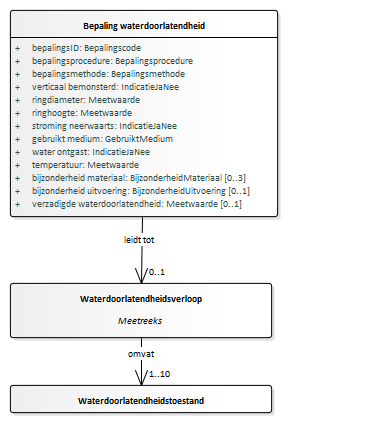 Bepaling waterdoorlatendheid
+ bepalingsID: Bepalingscode
+ bepalingsprocedure: Bepalingsprocedure
+ bepalingsmethode: Bepalingsmethode
+ verticaal bemonsterd: IndicatieJaNee
+ ringdiameter: Meetwaarde
+ ringhoogte: Meetwaarde
+ stroming neerwaarts: IndicatieJaNee
+ gebruikt medium: GebruiktMedium
+ water ontgast: IndicatieJaNee
+ temperatuur: Meetwaarde
+ bijzonderheid materiaal: BijzonderheidMateriaal [0..3]
+ bijzonderheid uitvoering: BijzonderheidUitvoering [0..1]
+ verzadigde waterdoorlatendheid: Meetwaarde [0..1]
leidt tot
0..1
Waterdoorlatendheidsverloop
Meetreeks
omvat
1..10
Waterdoorlatendheidstoestand